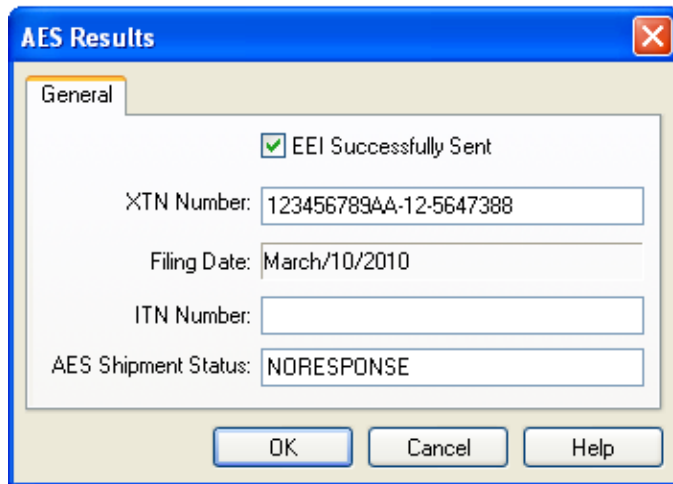 AES Results
General
EEI Successfully Sent
XTN Number: 123456789AA-12-5647388
Filing Date: March/10/2010
ITN Number:
AES Shipment Status: NORESPONSE
OK Cancel Help